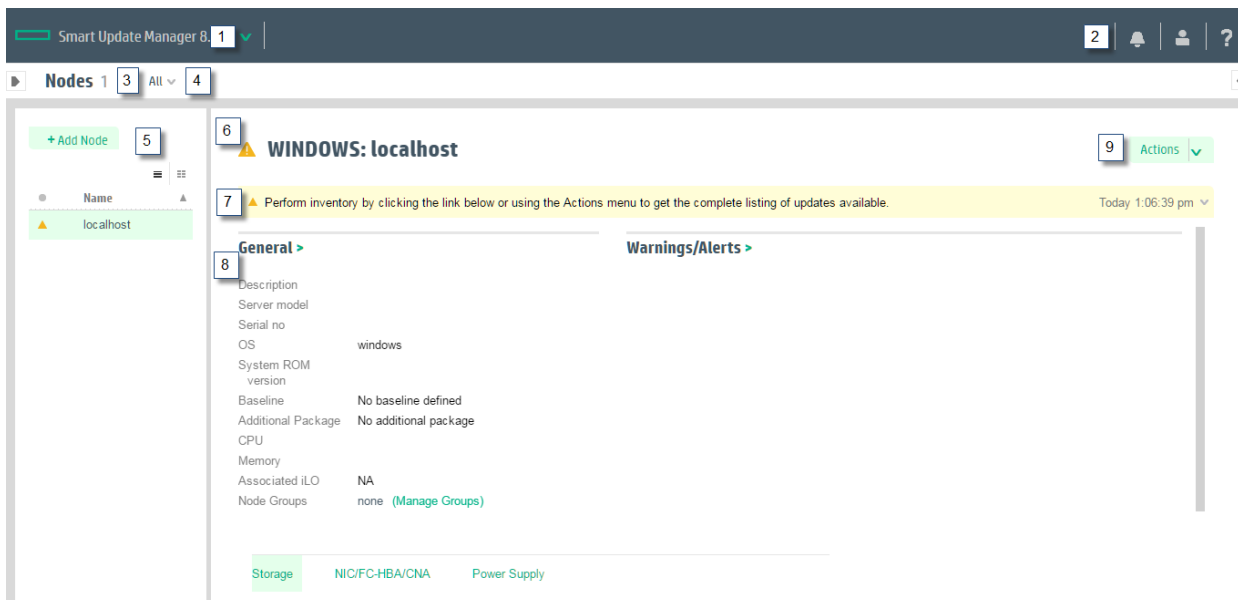 Smart Update Manager 8. 1
2
?
Nodes 1 3 All 4
+ Add Node 5
Name
localhost
6 WINDOWS: localhost
9 Actions
7 Perform inventory by clicking the link below or using the Actions menu to get the complete listing of updates available. Today 1:06:39 pm
General >
Warnings/Alerts >
8
Description
Server model
Serial no
OS windows
System ROM
version
Baseline No baseline defined
Additional Package No additional package
CPU
Memory
Associated iLO NA
Node Groups none (Manage Groups)
Storage NIC/FC-HBA/CNA Power Supply